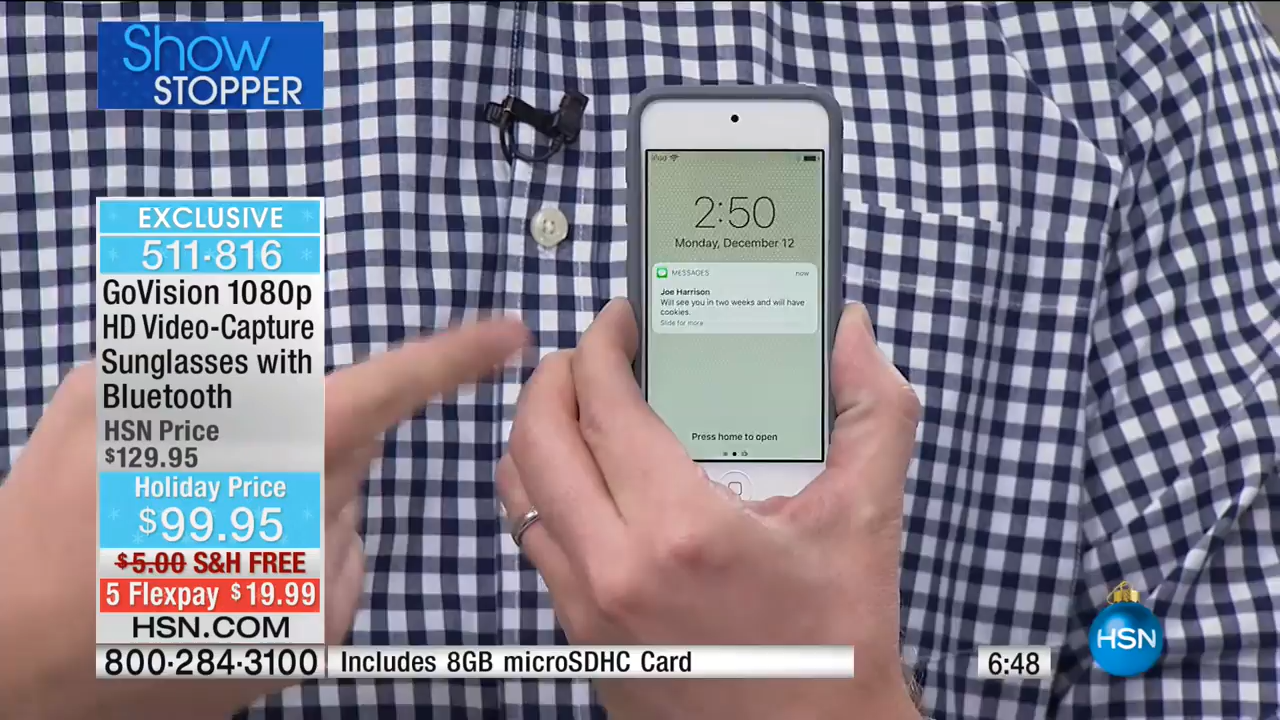 Show
STOPPER
EXCLUSIVE
511·816
GoVision 1080p
HD Video-Capture
Sunglasses with
Bluetooth
HSN Price
$129.95
Holiday Price
$99.95
$5.00 S&H FREE
5 Flexpay $19.99
HSN.COM
800·284·3100
Includes 8GB microSDHC Card
6:48
HSN
iPod
2:50
Monday, December 12
MESSAGES now
Joe Harrison
Will see you in two weeks and will have
cookies.
Slide for more
Press home to open